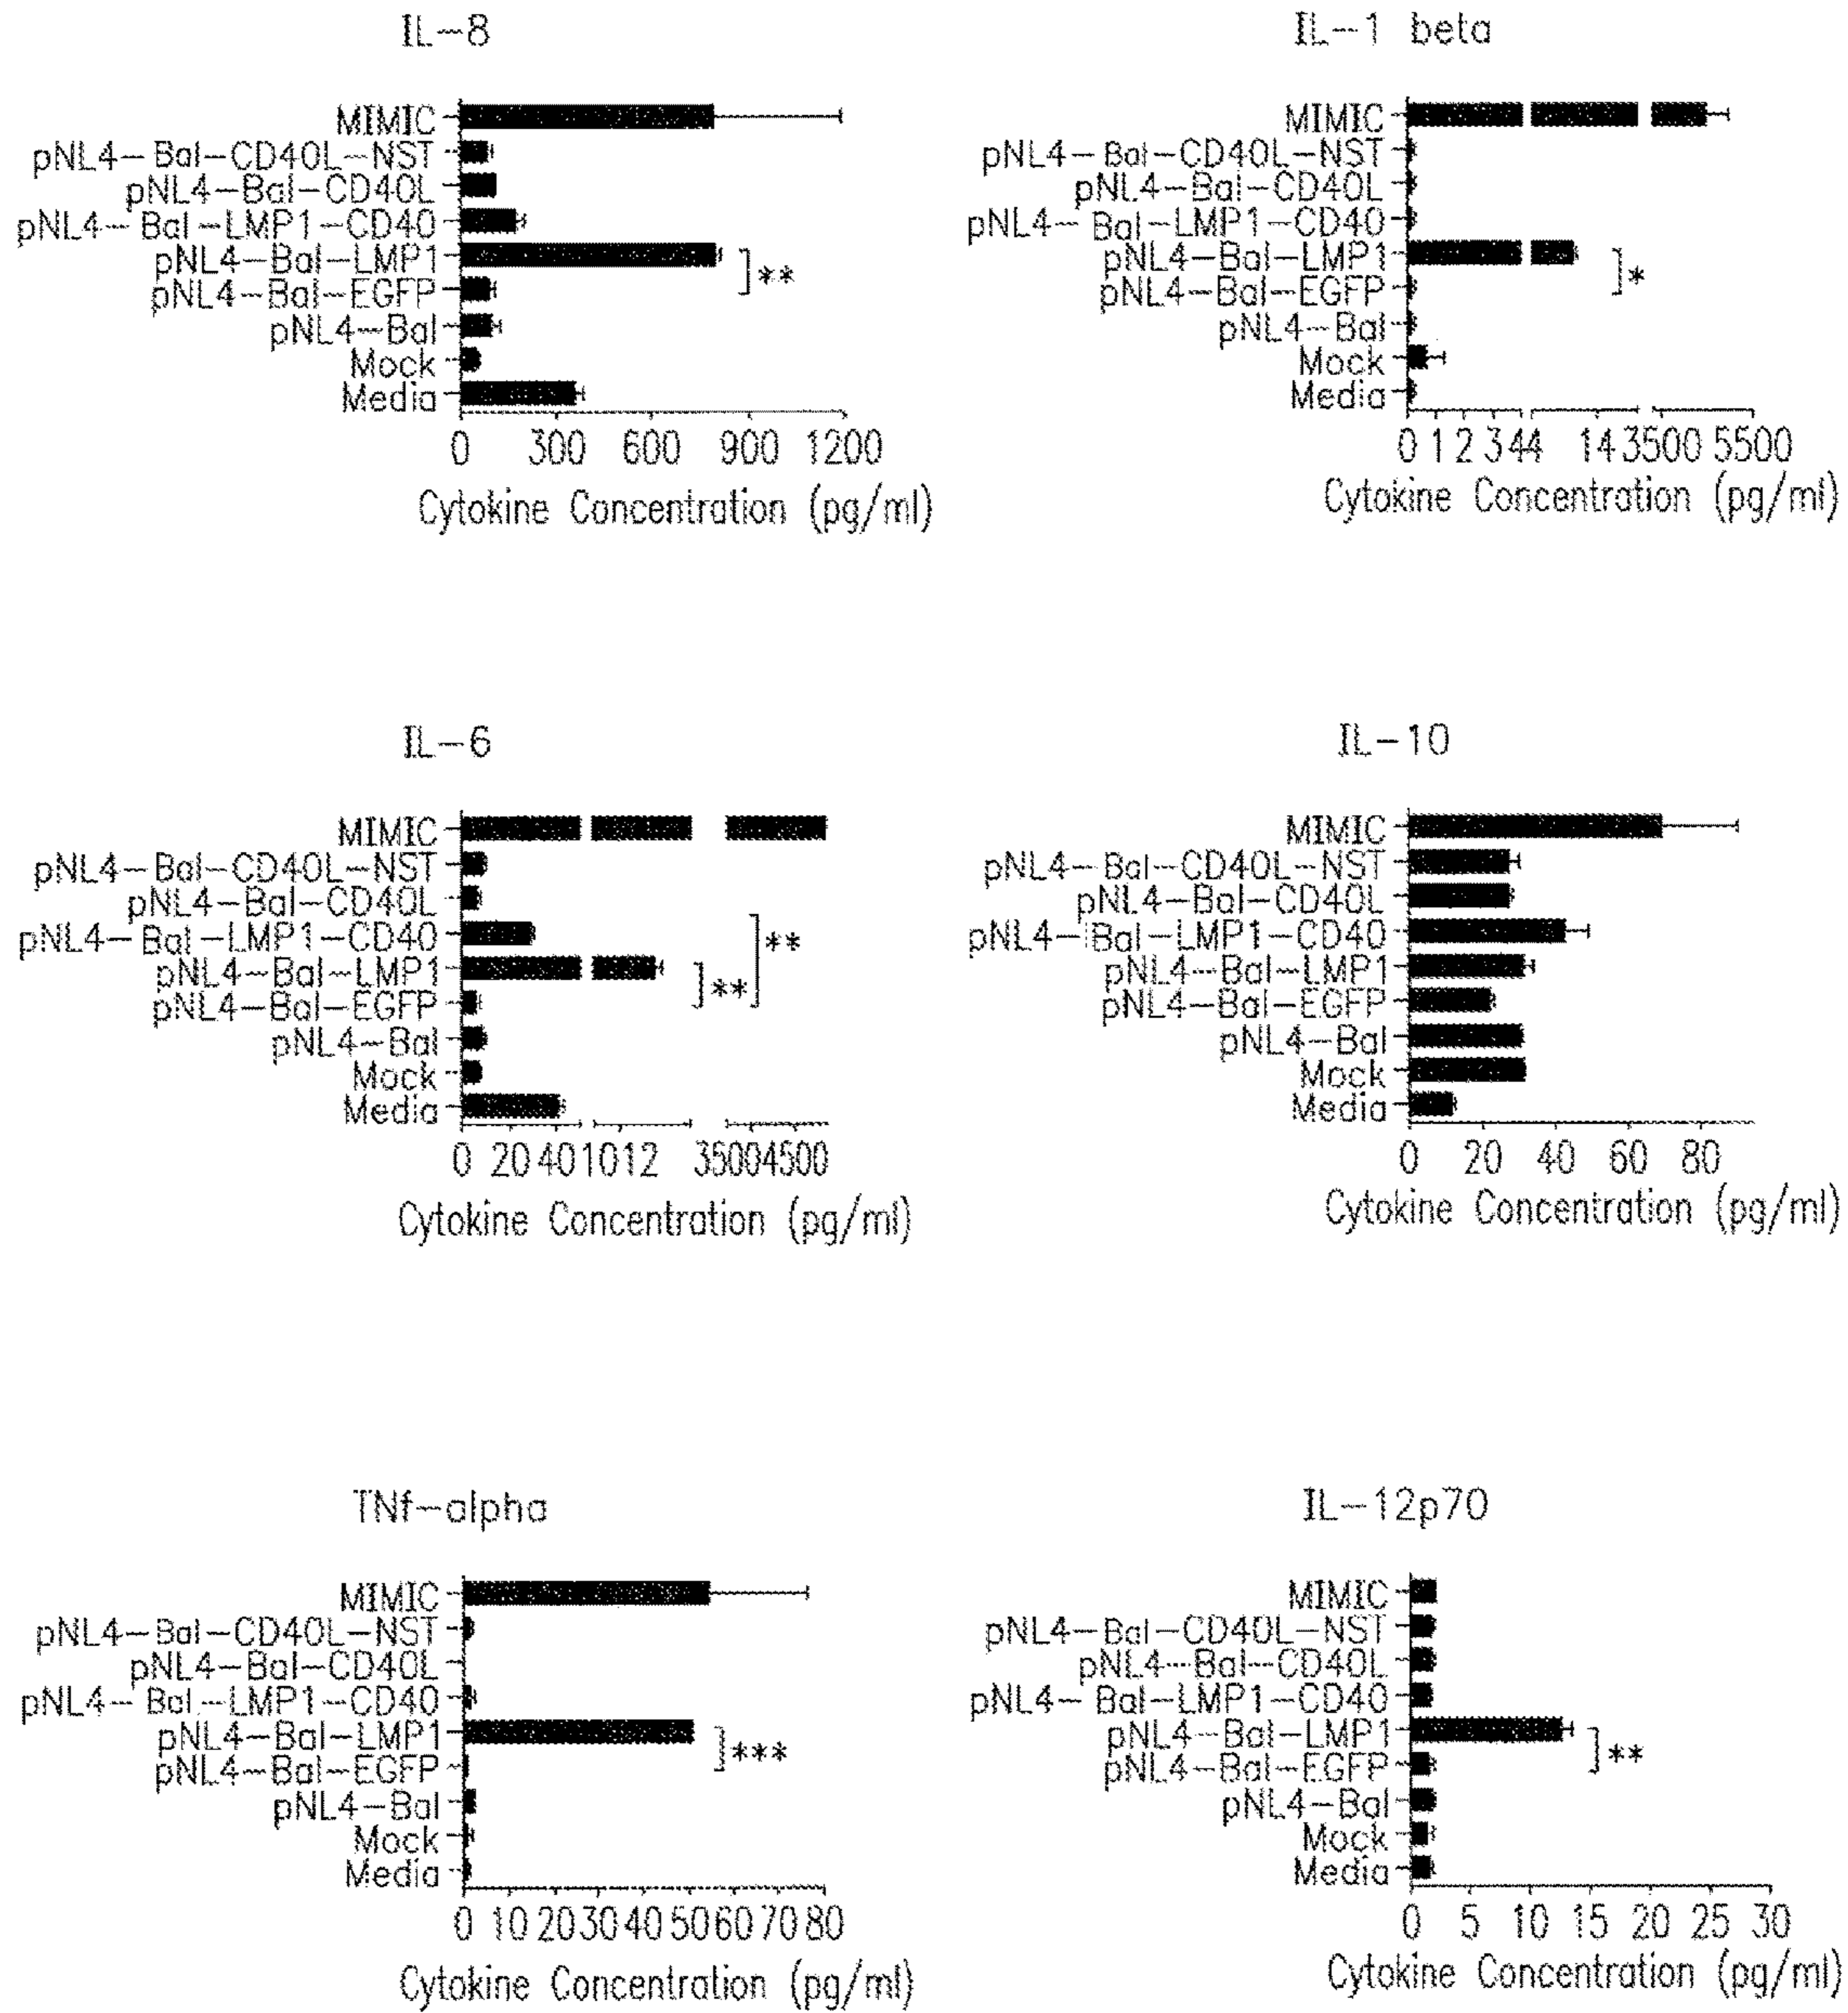 IL-8
MIMIC
pNL4-Bal-CD40L-NST
pNL4-Bal-CD40L
pNL4-Bal-LMP1-CD40
pNL4-Bal-LMP1
pNL4-Bal-EGFP
pNL4-Bal
Mock
Media
**
0 300 600 900 1200
Cytokine Concentration (pg/ml)
IL-1 beta
MIMIC
pNL4-Bal-CD40L-NST
pNL4-Bal-CD40L
pNL4-Bal-LMP1-CD40
pNL4-Bal-LMP1
pNL4-Bal-EGFP
pNL4-Bal
Mock
Media
*
0 1 2 3 4 4 14 3500 5500
Cytokine Concentration (pg/ml)
IL-6
MIMIC
pNL4-Bal-CD40L-NST
pNL4-Bal-CD40L
pNL4-Bal-LMP1-CD40
pNL4-Bal-LMP1
pNL4-Bal-EGFP
pNL4-Bal
Mock
Media
**
**
0 20 40 1012 3500 4500
Cytokine Concentration (pg/ml)
IL-10
MIMIC
pNL4-Bal-CD40L-NST
pNL4-Bal-CD40L
pNL4-Bal-LMP1-CD40
pNL4-Bal-LMP1
pNL4-Bal-EGFP
pNL4-Bal
Mock
Media
0 20 40 60 80
Cytokine Concentration (pg/ml)
TNf-alpha
MIMIC
pNL4-Bal-CD40L-NST
pNL4-Bal-CD40L
pNL4-Bal-LMP1-CD40
pNL4-Bal-LMP1
pNL4-Bal-EGFP
pNL4-Bal
Mock
Media
***
0 10 20 30 40 50 60 70 80
Cytokine Concentration (pg/ml)
IL-12p70
MIMIC
pNL4-Bal-CD40L-NST
pNL4-Bal-CD40L
pNL4-Bal-LMP1-CD40
pNL4-Bal-LMP1
pNL4-Bal-EGFP
pNL4-Bal
Mock
Media
**
0 5 10 15 20 25 30
Cytokine Concentration (pg/ml)